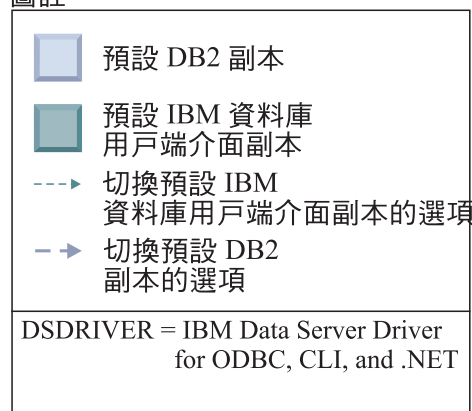 圖註
預設 DB2 副本
預設 IBM 資料庫
用戶端介面副本
切換預設 IBM
資料庫用戶端介面副本的選項
切換預設 DB2
副本的選項
DSDRIVER = IBM Data Server Driver
for ODBC, CLI, and .NET